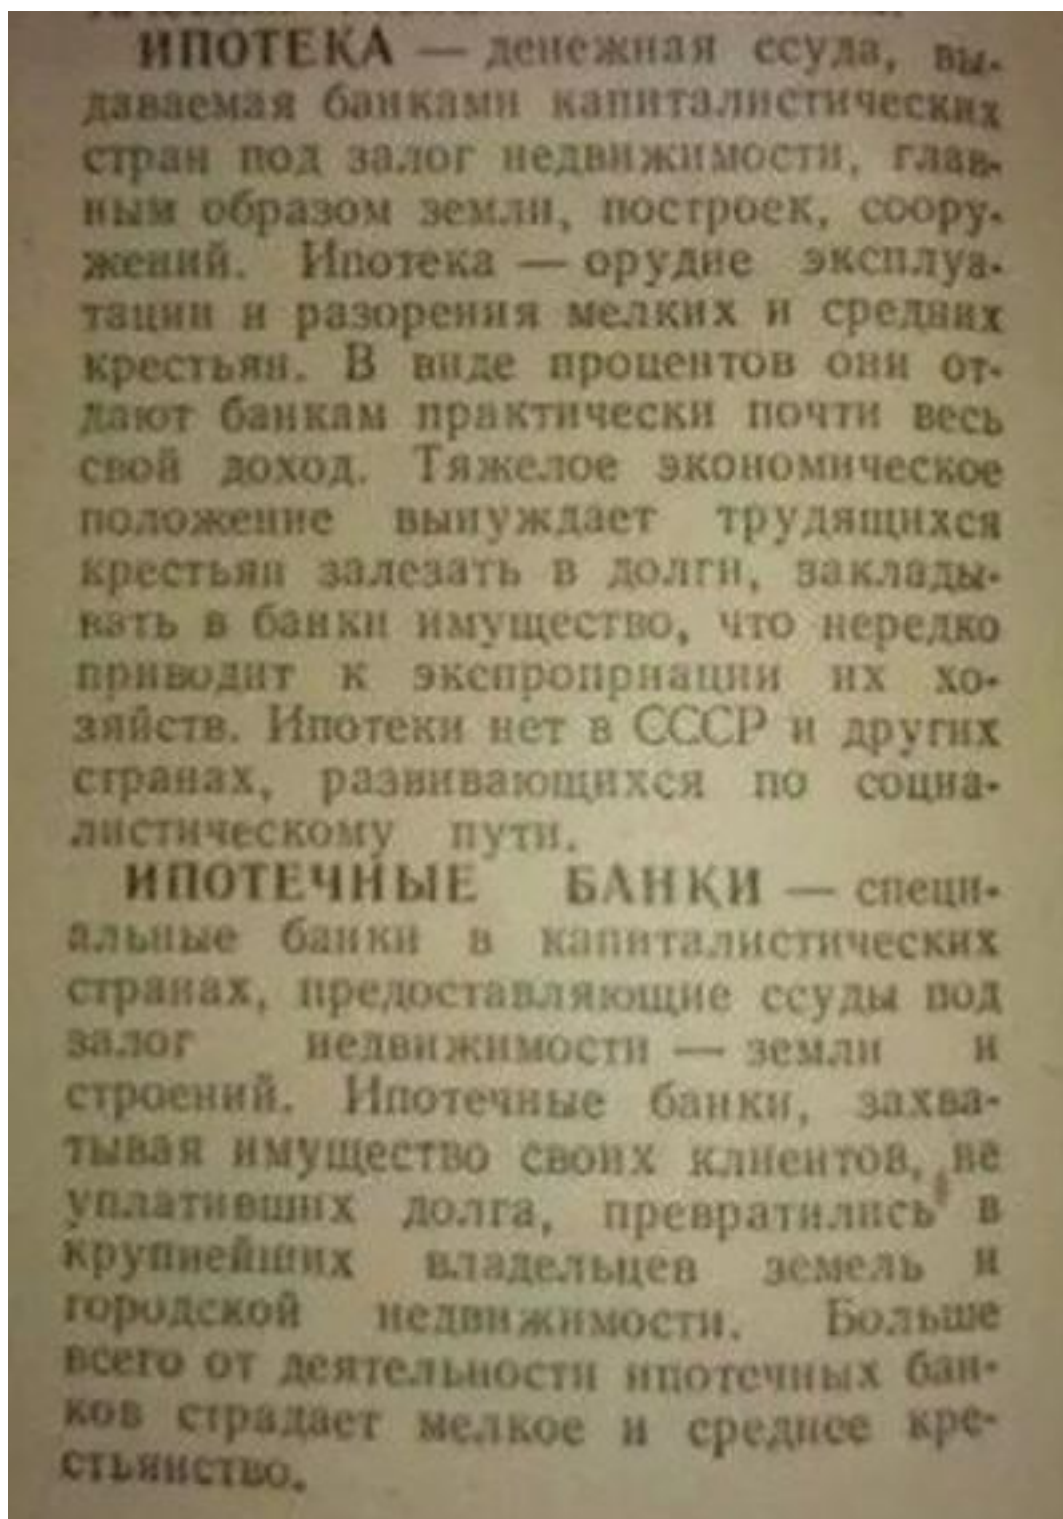 ИПОТЕКА — денежная ссуда, вы-
даваемая банками капиталистических
стран под залог недвижимости, глав-
ным образом земли, построек, соору-
жений. Ипотека — орудие эксплуа-
тации и разорения мелких и средних
крестьян. В виде процентов они от-
дают банкам практически почти весь
свой доход. Тяжелое экономическое
положение вынуждает трудящихся
крестьян залезать в долги, заклады-
вать в банки имущество, что нередко
приводит к экспроприации их хо-
зяйств. Ипотеки нет в СССР и других
странах, развивающихся по социа-
листическому пути.
ИПОТЕЧНЫЕ БАНКИ — специ-
альные банки в капиталистических
странах, предоставляющие ссуды под
залог недвижимости — земли и
строений. Ипотечные банки, захва-
тывая имущество своих клиентов, не
уплативших долга, превратились в
крупнейших владельцев земель и
городской недвижимости. Больше
всего от деятельности ипотечных бан-
ков страдает мелкое и среднее кре-
стьянство.